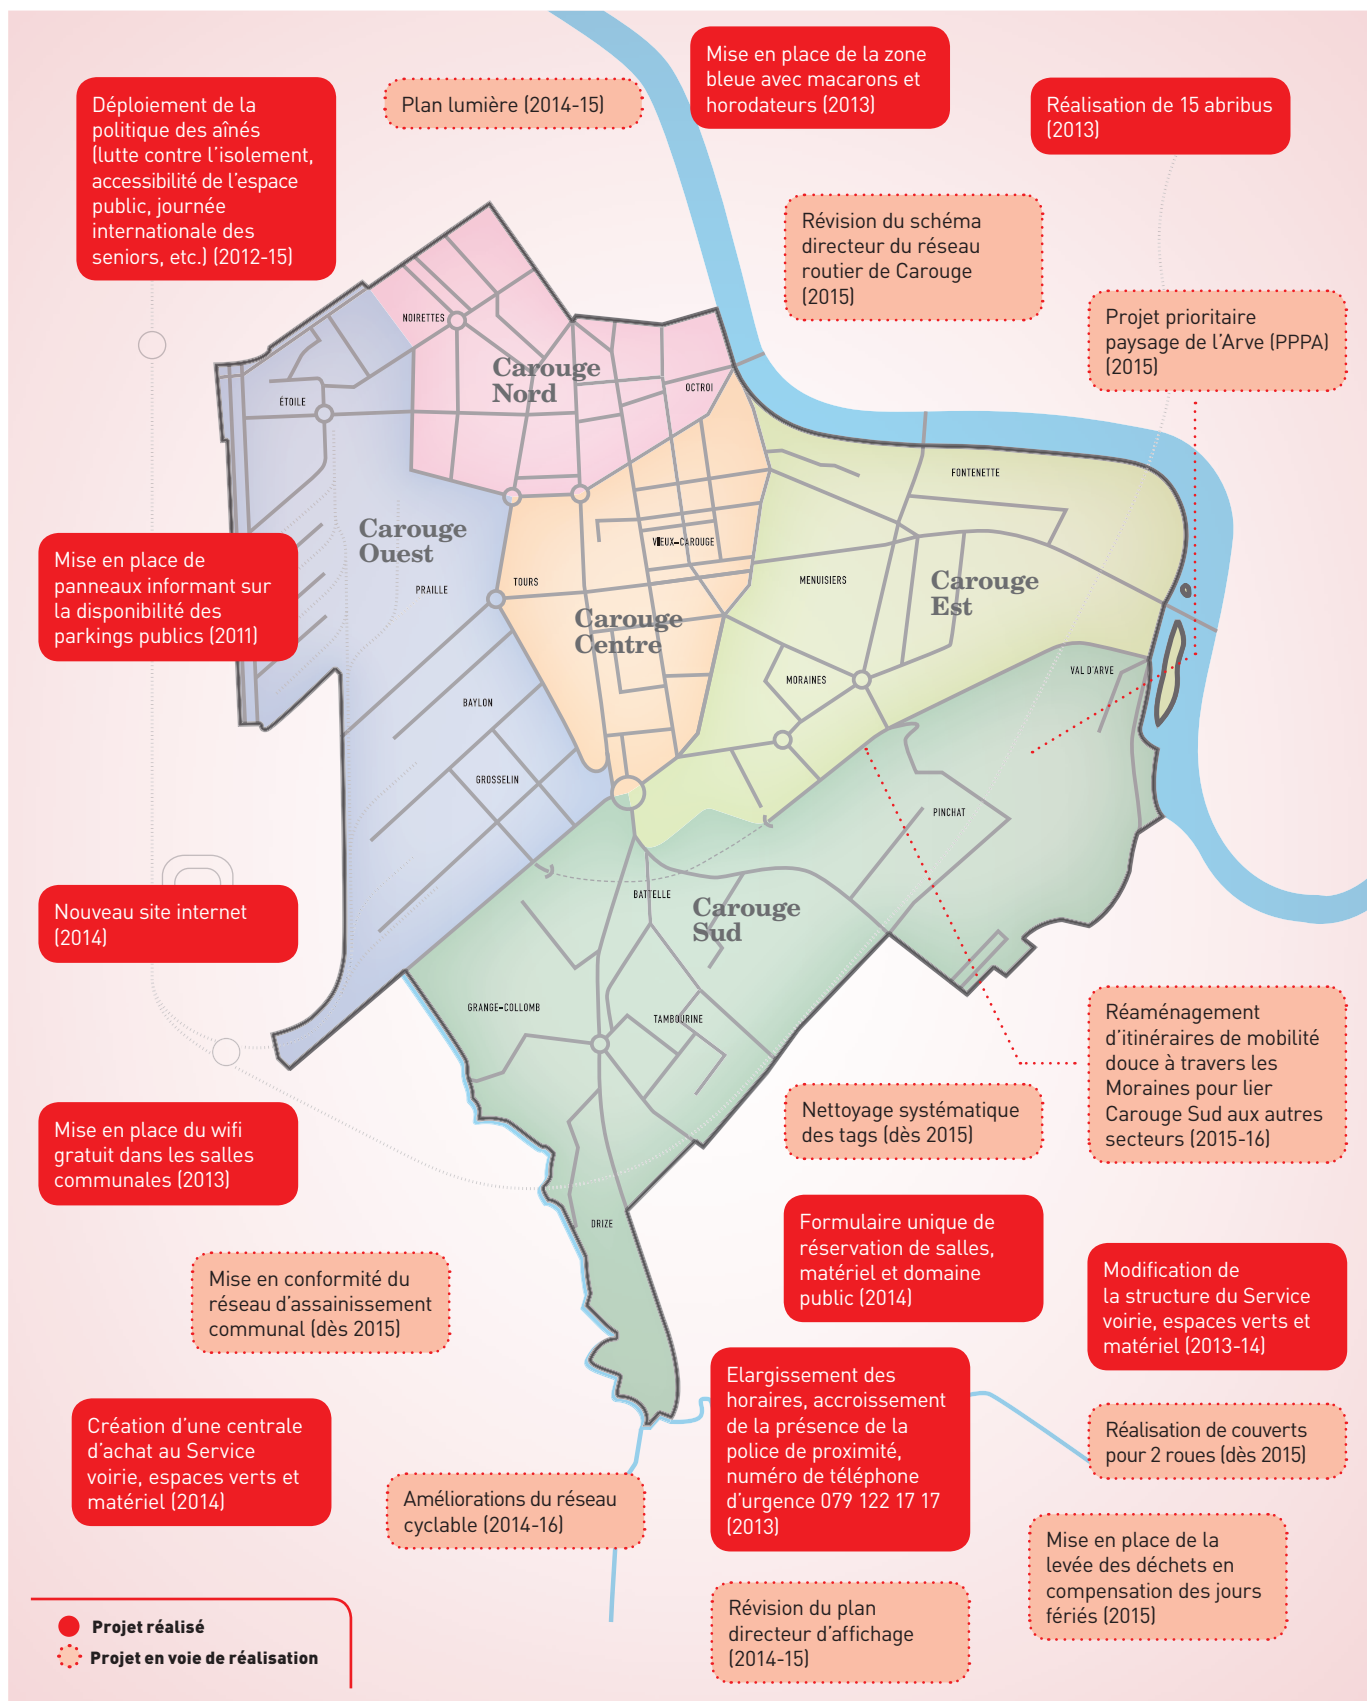 Mise en place de la zone
bleue avec macarons et
horodateurs (2013)
Déploiement de la
politique des aînés
(lutte contre l’isolement,
accessibilité de l’espace
public, journée
internationale des
seniors, etc.) (2012-15)
Plan lumière (2014-15)
Réalisation de 15 abribus
(2013)
Révision du schéma
directeur du réseau
routier de Carouge
(2015)
Projet prioritaire
paysage de l’Arve (PPPA)
(2015)
NOIRETTES
Carouge
Nord
OCTROI
ÉTOILE
FONTENETTE
Carouge
Ouest
PRAILLE
VIEUX-CAROUGE
TOURS
MENUISIERS
Carouge
Est
Mise en place de
panneaux informant sur
la disponibilité des
parkings publics (2011)
Carouge
Centre
MORAINES
VAL D’ARVE
BAYLON
GROSSELIN
PINCHAT
BATTELLE
Carouge
Sud
Nouveau site internet
(2014)
GRANGE-COLLOMB
TAMBOURINE
Réaménagement
d’itinéraires de mobilité
douce à travers les
Moraines pour lier
Carouge Sud aux autres
secteurs (2015-16)
Nettoyage systématique
des tags (dès 2015)
Mise en place du wifi
gratuit dans les salles
communales (2013)
DRIZE
Formulaire unique de
réservation de salles,
matériel et domaine
public (2014)
Mise en conformité du
réseau d’assainissement
communal (dès 2015)
Modification de
la structure du Service
voirie, espaces verts et
matériel (2013-14)
Elargissement des
horaires, accroissement
de la présence de la
police de proximité,
numéro de téléphone
d’urgence 079 122 17 17
(2013)
Création d’une centrale
d’achat au Service
voirie, espaces verts et
matériel (2014)
Réalisation de couverts
pour 2 roues (dès 2015)
Améliorations du réseau
cyclable (2014-16)
Mise en place de la
levée des déchets en
compensation des jours
fériés (2015)
Révision du plan
directeur d’affichage
(2014-15)
Projet réalisé
Projet en voie de réalisation